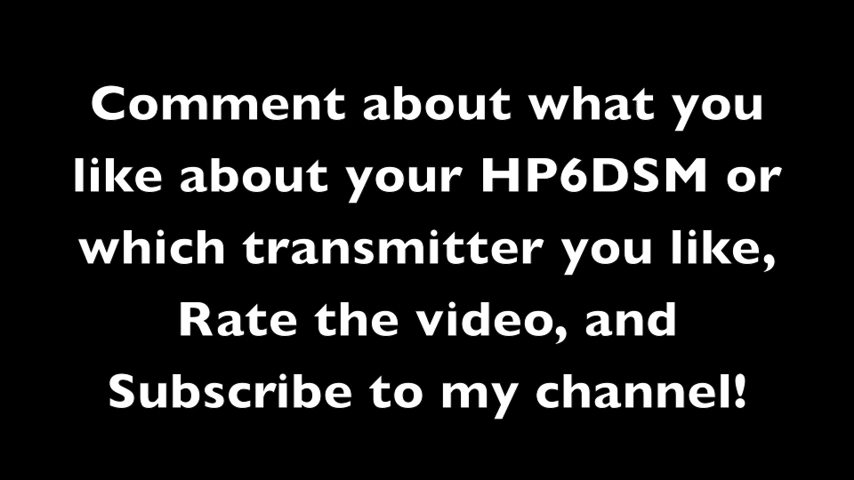 Comment about what you
like about your HP6DSM or
which transmitter you like,
Rate the video, and
Subscribe to my channel!